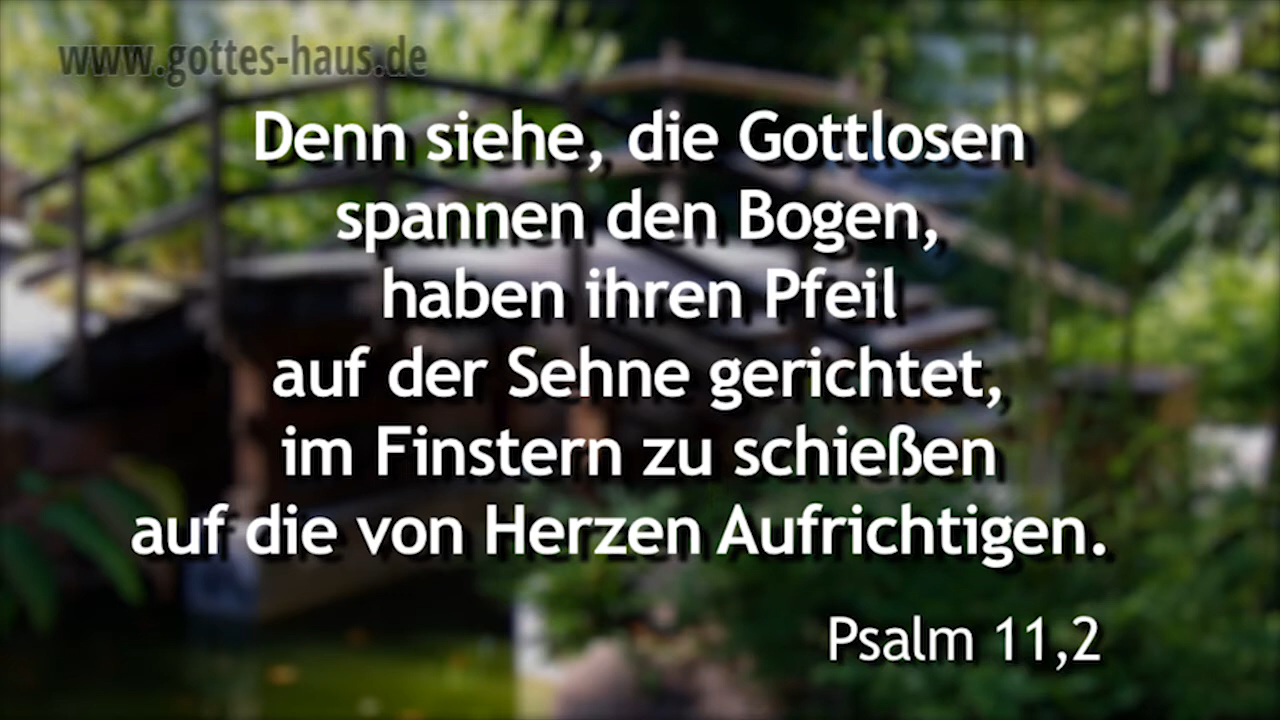 www.gottes-haus.de
Denn siehe, die Gottlosen
spannen den Bogen,
haben ihren Pfeil
auf der Sehne gerichtet,
im Finstern zu schießen
auf die von Herzen Aufrichtigen.
Psalm 11,2